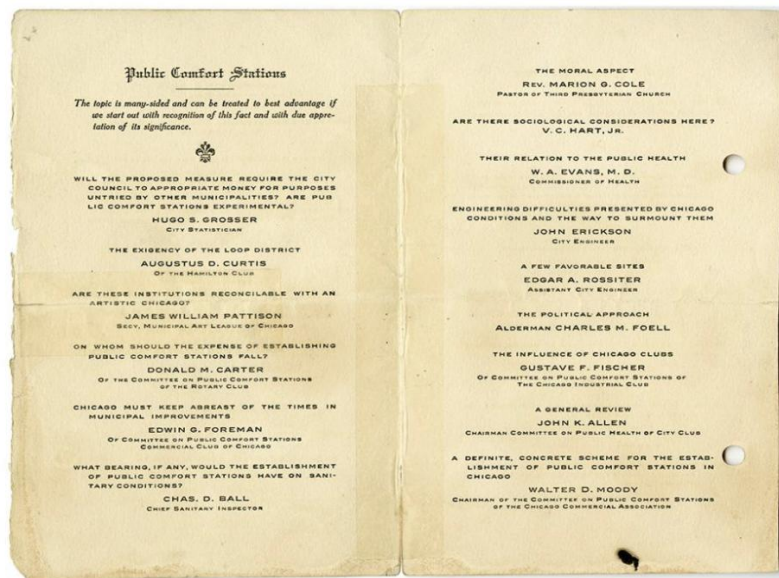 Public Comfort Stations
The topic is many-sided and can be treated to best advantage if
we start out with recognition of this fact and with due appre-
iation of its significance.
WILL THE PROPOSED MEASURE REQUIRE THE CITY
COUNCIL TO APPROPRIATE MONEY FOR PURPOSES
UNTRIED BY OTHER MUNICIPALITIES? ARE PUB
LIC COMFORT STATIONS EXPERIMENTAL?
HUGO S. GROSSER
CITY STATISTICIAN
THE EXIGENCY OF THE LOOP DISTRICT
AUGUSTUS D. CURTIS
OF THE HAMILTON CLUB
ARE THESE INSTITUTIONS RECONCILABLE WITH AN
ARTISTIC CHICAGO?
JAMES WILLIAM PATTISON
SECY, MUNICIPAL ART LEAGUE OF CHICAGO
ON WHOM SHOULD THE EXPENSE OF ESTABLISHING
PUBLIC COMFORT STATIONS FALL?
DONALD M. CARTER
OF THE COMMITTEE ON PUBLIC COMFORT STATIONS
OF THE ROTARY CLUB
CHICAGO MUST KEEP ABREAST OF THE TIMES IN
MUNICIPAL IMPROVEMENTS
EDWIN G. FOREMAN
OF COMMITTEE ON PUBLIC COMFORT STATIONS
COMMERCIAL CLUB OF CHICAGO
WHAT BEARING, IF ANY, WOULD THE ESTABLISHMENT
OF PUBLIC COMFORT STATIONS HAVE ON SANI-
TARY CONDITIONS?
CHAS. D. BALL
CHIEF SANITARY INSPECTOR
THE MORAL ASPECT
REV. MARION G. COLE
PASTOR OF THIRD PRESBYTERIAN CHURCH
ARE THERE SOCIOLOGICAL CONSIDERATIONS HERE?
V. C. HART, JR.
THEIR RELATION TO THE PUBLIC HEALTH
W. A. EVANS, M. D.
COMMISSIONER OF HEALTH
ENGINEERING DIFFICULTIES PRESENTED BY CHICAGO
CONDITIONS AND THE WAY TO SURMOUNT THEM
JOHN ERICKSON
CITY ENGINEER
A FEW FAVORABLE SITES
EDGAR A. ROSSITER
ASSISTANT CITY ENGINEER
THE POLITICAL APPROACH
ALDERMAN CHARLES M. FOELL
THE INFLUENCE OF CHICAGO CLUBS
GUSTAVE F. FISCHER
OF COMMITTEE ON PUBLIC COMFORT STATIONS OF
THE CHICAGO INDUSTRIAL CLUB
A GENERAL REVIEW
JOHN K. ALLEN
CHAIRMAN COMMITTEE ON PUBLIC HEALTH OF CITY CLUB
A DEFINITE, CONCRETE SCHEME FOR THE ESTAB-
LISHMENT OF PUBLIC COMFORT STATIONS IN
CHICAGO
WALTER D. MOODY
CHAIRMAN OF THE COMMITTEE ON PUBLIC COMFORT STATIONS
OF THE CHICAGO COMMERCIAL ASSOCIATION